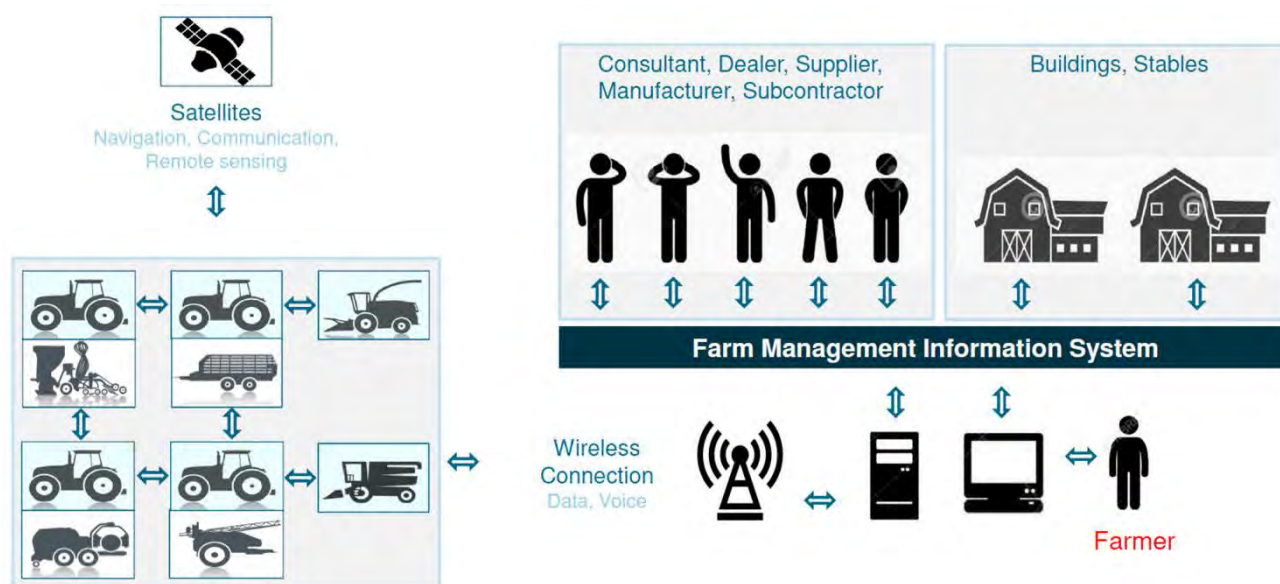 Satellites
Navigation, Communication,
Remote sensing
Consultant, Dealer, Supplier,
Manufacturer, Subcontractor
Buildings, Stables
Farm Management Information System
Wireless
Connection
Data, Voice
Farmer